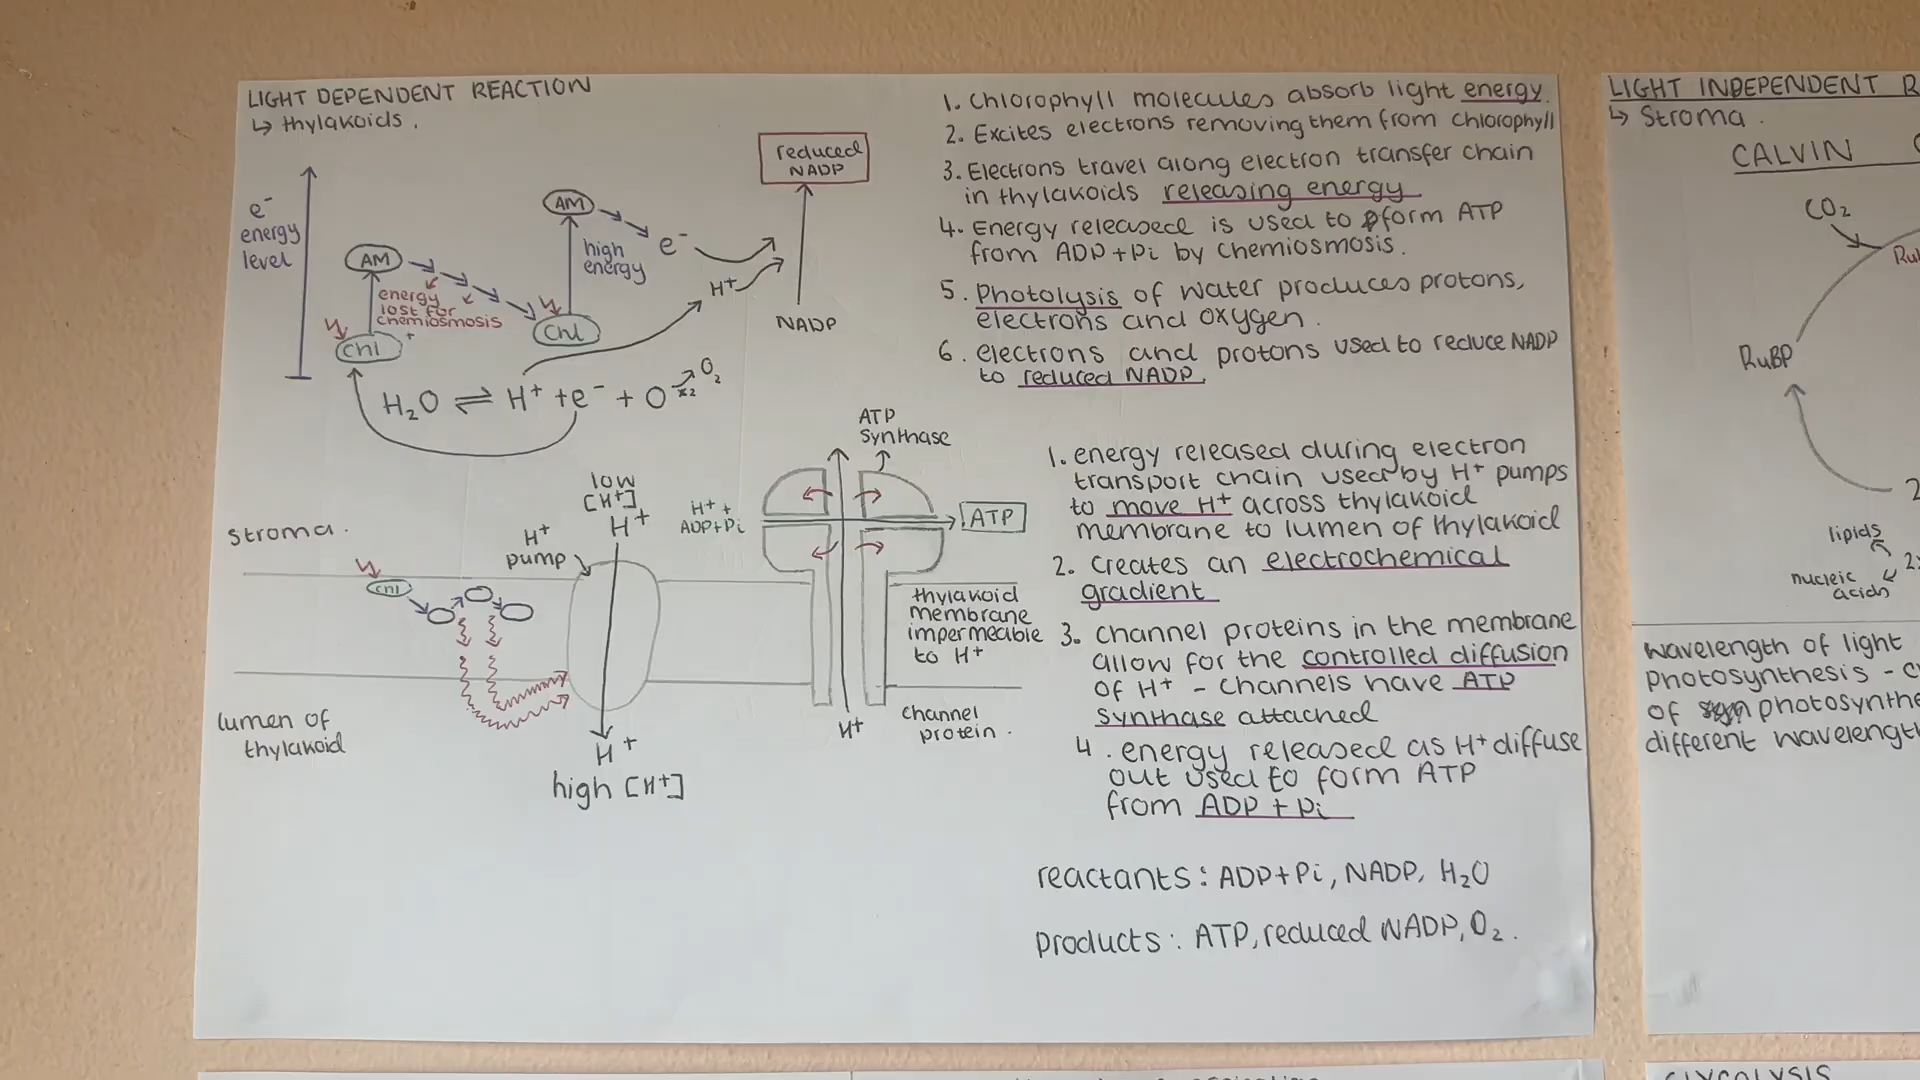 LIGHT DEPENDENT REACTION
↳ thylakoids.
e⁻
energy
level
AM
energy
lost for
chemiosmosis
Chl
+
AM
high
energy
Chl
e⁻
H⁺
reduced
NADP
NADP
H₂O ⇌ H⁺ + e⁻ + O x2 → O₂
1. Chlorophyll molecules absorb light energy.
2. Excites electrons removing them from chlorophyll
3. Electrons travel along electron transfer chain
in thylakoids releasing energy
4. Energy released is used to form ATP
from ADP + Pi by chemiosmosis.
5. Photolysis of water produces protons,
electrons and oxygen.
6. electrons and protons used to reduce NADP
to reduced NADP.
stroma.
chl
H⁺
pump
low
[H⁺]
H⁺
H⁺
high [H⁺]
lumen of
thylakoid
H⁺ +
ADP+Pi
ATP
synthase
ATP
thylakoid
membrane
impermeable
to H⁺
H⁺
channel
protein.
1. energy released during electron
transport chain used by H⁺ pumps
to move H⁺ across thylakoid
membrane to lumen of thylakoid
2. creates an electrochemical
gradient
3. channel proteins in the membrane
allow for the controlled diffusion
of H⁺ - channels have ATP
synthase attached
4. energy released as H⁺ diffuse
out used to form ATP
from ADP + Pi
reactants: ADP+Pi, NADP, H₂O
products: ATP, reduced NADP, O₂.
LIGHT INDEPENDENT R
↳ Stroma.
CALVIN
CO₂
RuBP
lipids
nucleic
acids
wavelength of light
photosynthesis -
of photosynthe
different wavelength
GLYCOLYSIS